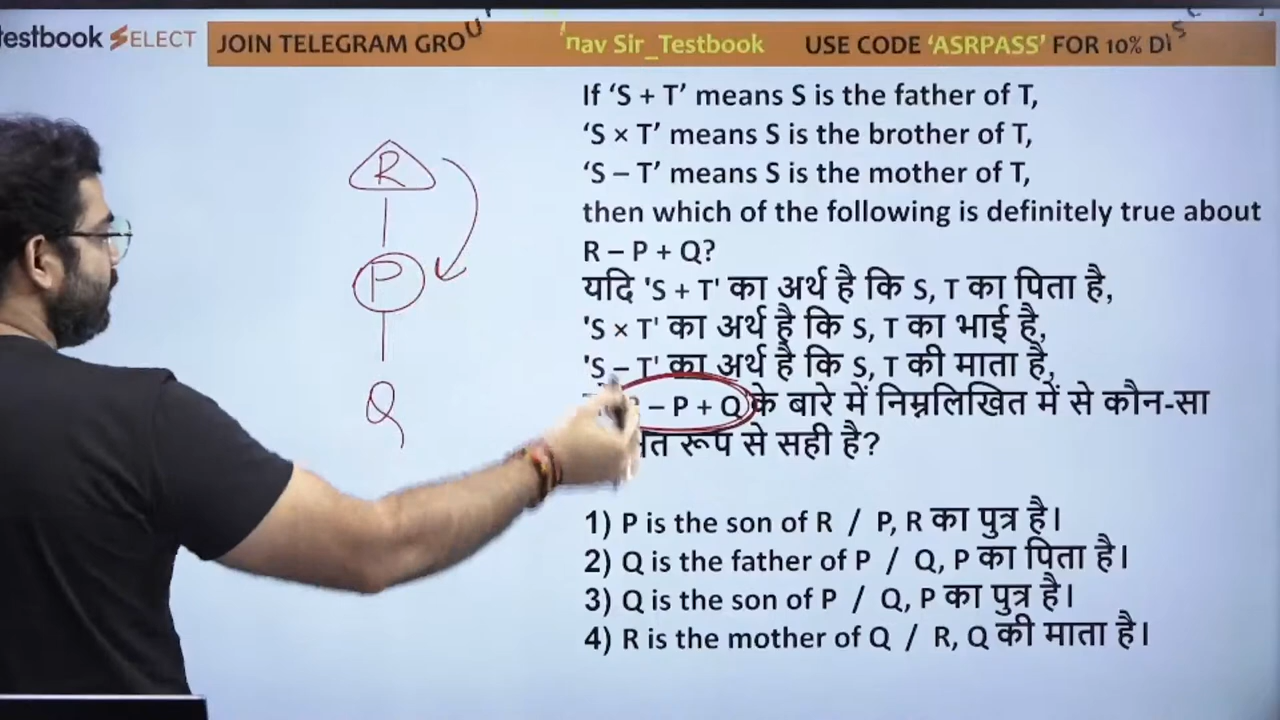 testbook SELECT
JOIN TELEGRAM GROU
nav Sir_Testbook
USE CODE 'ASRPASS' FOR 10% DISC
If 'S + T' means S is the father of T,
'S × T' means S is the brother of T,
'S – T' means S is the mother of T,
then which of the following is definitely true about
R – P + Q?
यदि 'S + T' का अर्थ है कि S, T का पिता है,
'S × T' का अर्थ है कि S, T का भाई है,
'S – T' का अर्थ है कि S, T की माता है,
– P + Q के बारे में निम्नलिखित में से कौन-सा
रूप से सही है?
1) P is the son of R / P, R का पुत्र है।
2) Q is the father of P / Q, P का पिता है।
3) Q is the son of P / Q, P का पुत्र है।
4) R is the mother of Q / R, Q की माता है।
R
P
Q